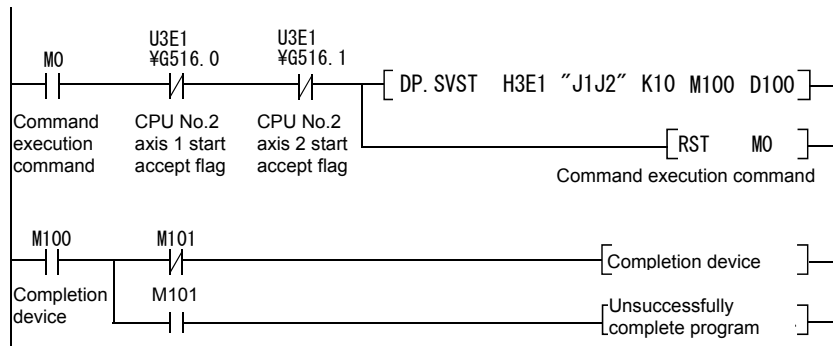 U3E1
¥G516.0
U3E1
¥G516.1
M0
DP.SVST H3E1 "J1J2" K10 M100 D100
Command
execution
command
CPU No.2
axis 1 start
accept flag
CPU No.2
axis 2 start
accept flag
RST M0
Command execution command
M100
M101
Completion device
Completion
device
M101
Unsuccessfully
complete program